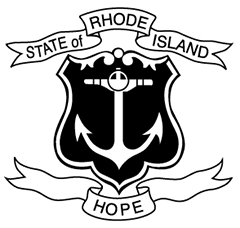 STATE of RHODE ISLAND
HOPE